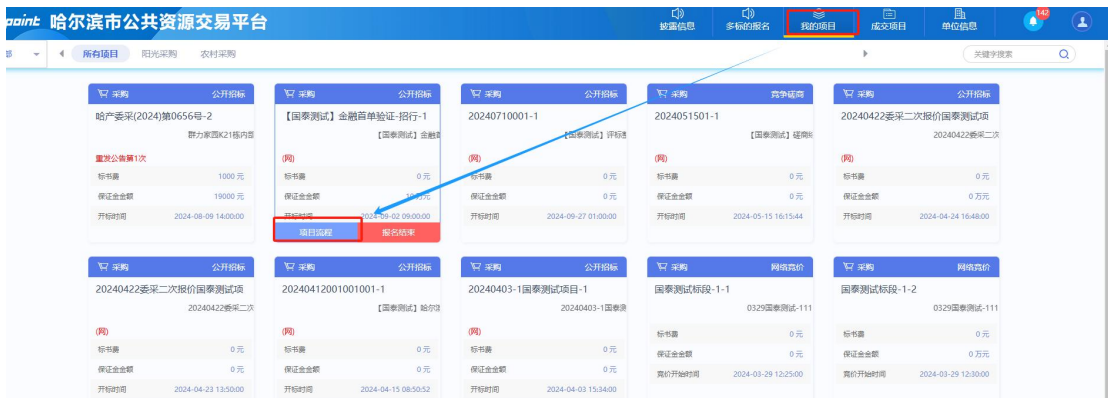 point 哈尔滨市公共资源交易平台
披露信息 多标的报名 我的项目 成交项目 单位信息 142
部 所有项目 阳光采购 农村采购 关键字搜索
采购 公开招标 采购 公开招标 采购 公开招标 采购 竞争磋商 采购 公开招标
哈产委采(2024)第0656号-2 【国泰测试】金融首单验证-招行-1 20240710001-1 2024051501-1 20240422委采二次报价国泰测试项
群力家园K21栋内部 【国泰测试】金融首 【国泰测试】评标 【国泰测试】磋商 20240422委采二次
重发公告第1次 (网) (网) (网) (网)
标书费 1000 元 标书费 0 元 标书费 0 元 标书费 0 元 标书费 0 元
保证金金额 19000 元 保证金金额 保证金金额 0 元 保证金金额 0 元 保证金金额 0 万元
开标时间 2024-08-09 14:00:00 开标时间 2024-09-02 09:00:00 开标时间 2024-09-27 01:00:00 开标时间 2024-05-15 16:15:44 开标时间 2024-04-24 16:48:00
项目流程 报名结束
采购 公开招标 采购 公开招标 采购 公开招标 采购 网络竞价 采购 网络竞价
20240422委采二次报价国泰测试项 20240412001001001-1 20240403-1国泰测试项目-1 国泰测试标段-1-1 国泰测试标段-1-2
20240422委采二次 【国泰测试】哈尔 20240403-1国泰测 0329国泰测试-111 0329国泰测试-111
(网) (网) (网)
标书费 0 元 标书费 0 元 标书费 0 元 标书费 0 元 标书费 0 元
保证金金额 0 元 保证金金额 0 元 保证金金额 0 元 保证金金额 0 元 保证金金额 0 万元
开标时间 2024-04-23 13:50:00 开标时间 2024-04-15 08:50:52 开标时间 2024-04-03 15:34:00 竞价开始时间 2024-03-29 12:25:00 竞价开始时间 2024-03-29 12:30:00